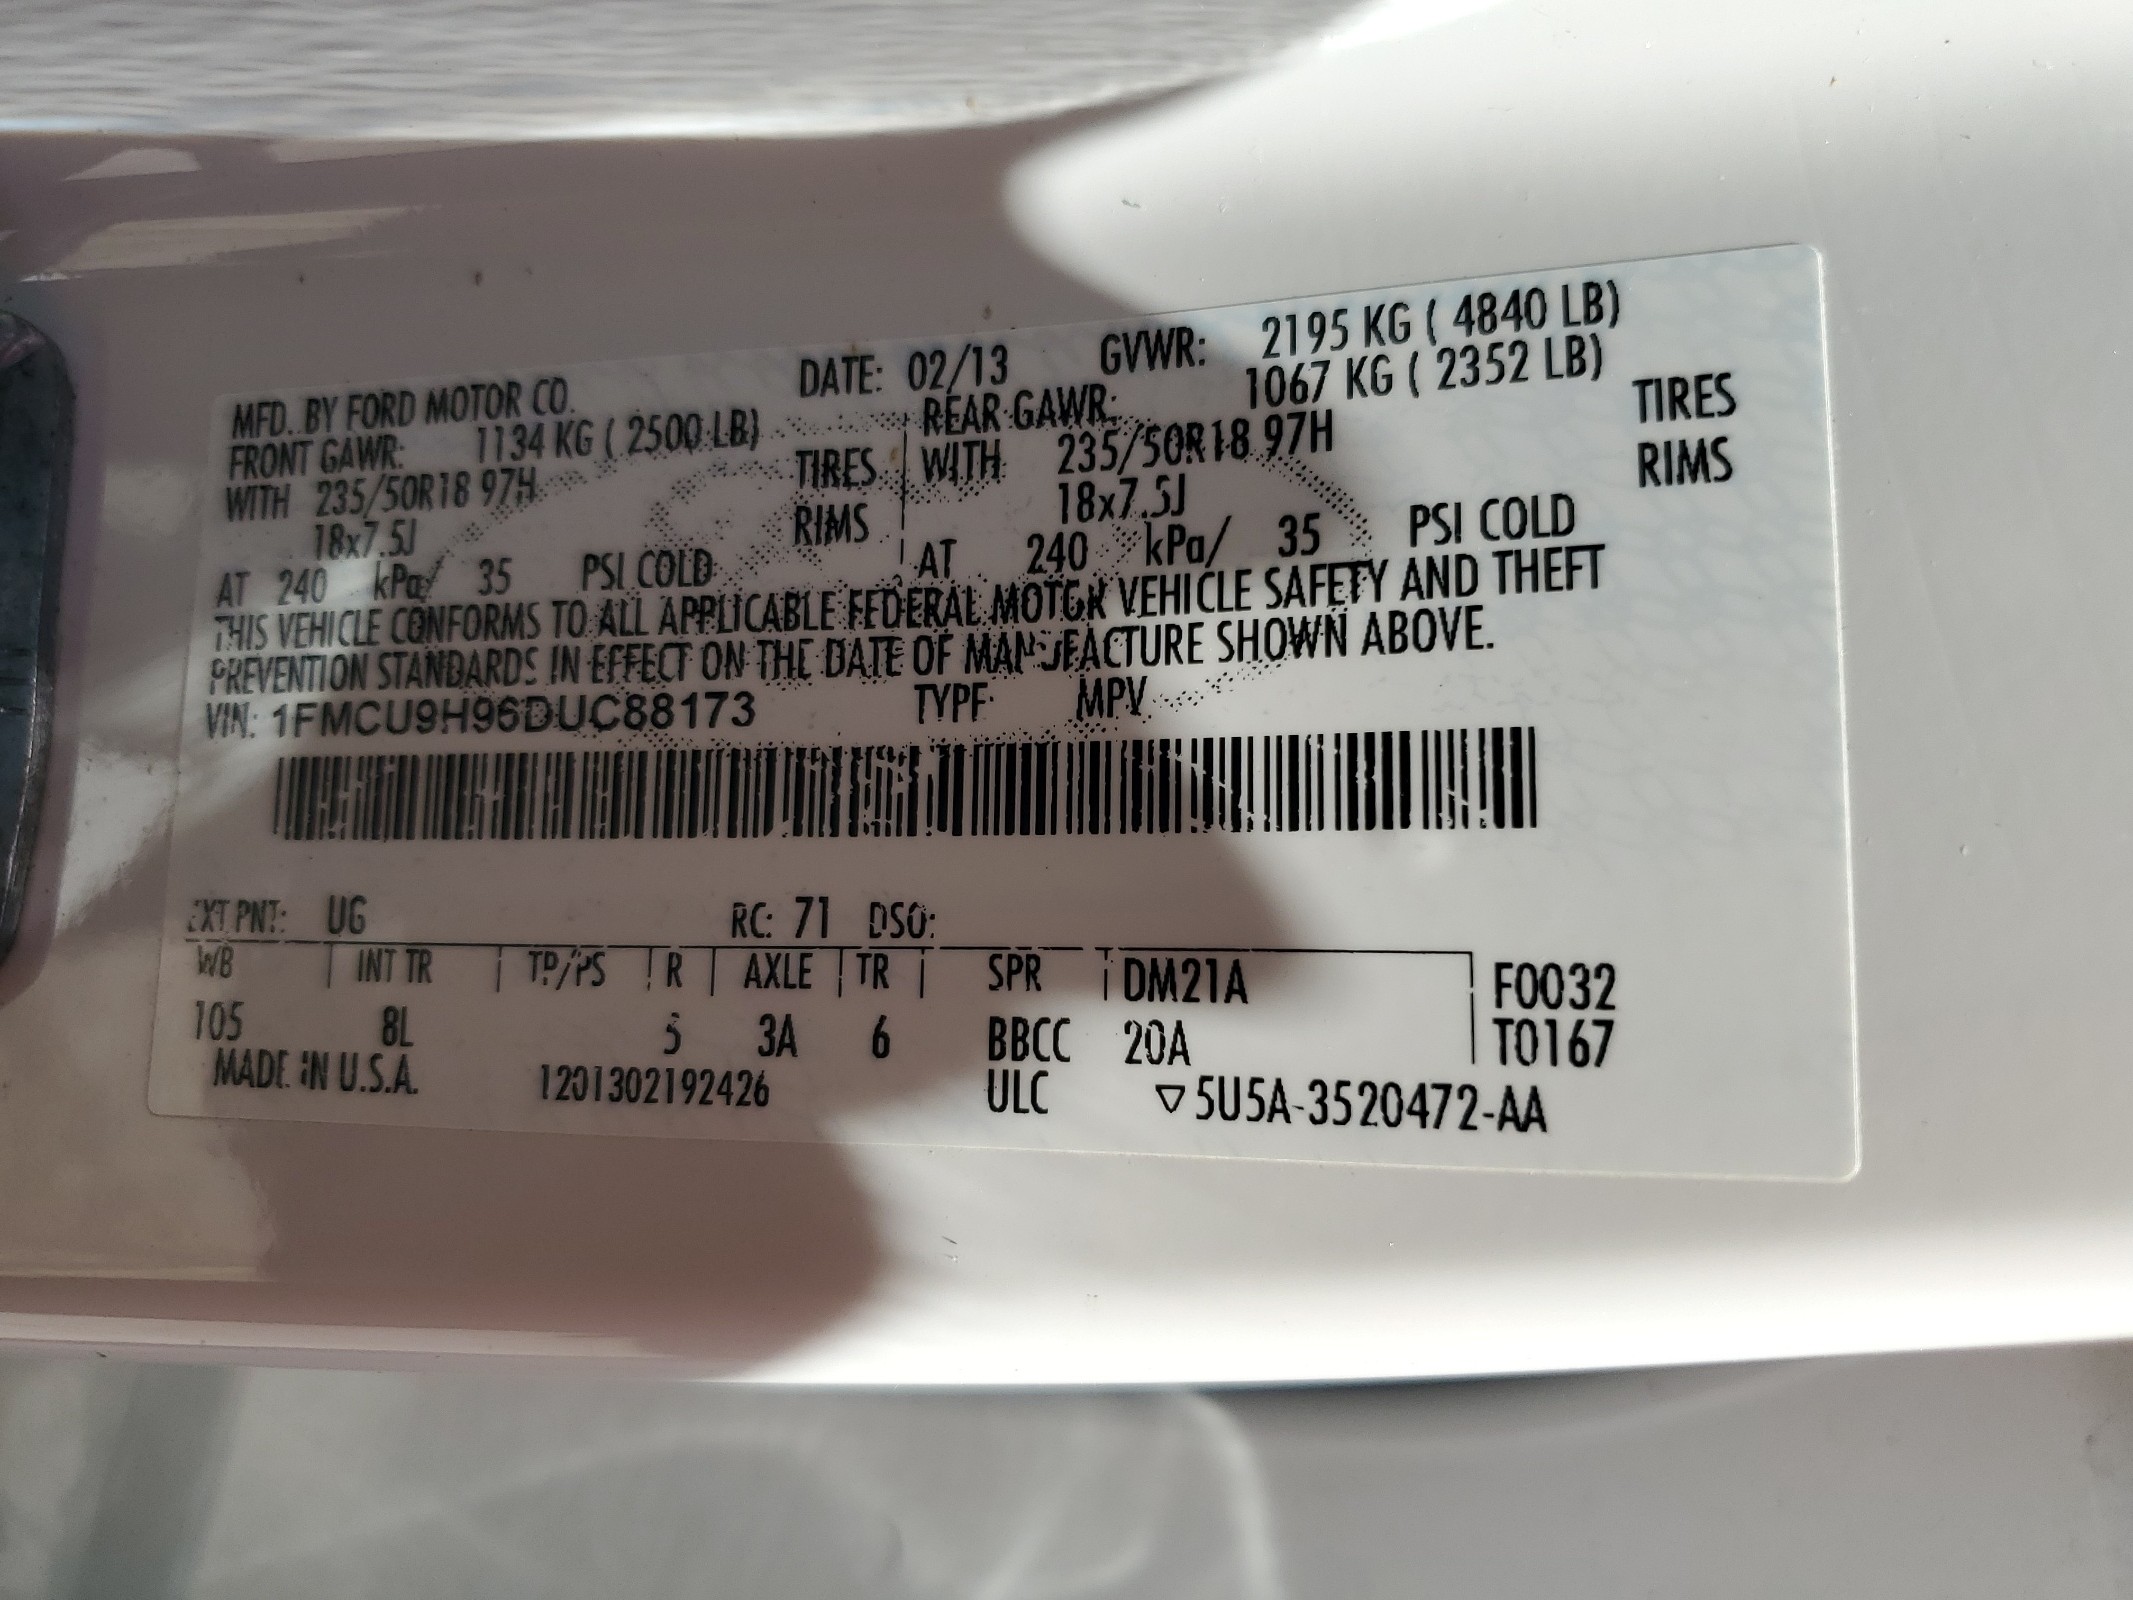 MFD. BY FORD MOTOR CO. DATE: 02/13 GVWR: 2195 KG ( 4840 LB)
FRONT GAWR: 1134 KG ( 2500 LB) REAR GAWR: 1067 KG ( 2352 LB)
WITH 235/50R18 97H TIRES WITH 235/50R18 97H TIRES
18x7.5J RIMS 18x7.5J RIMS
AT 240 kPa/ 35 PSI COLD AT 240 kPa/ 35 PSI COLD
THIS VEHICLE CONFORMS TO ALL APPLICABLE FEDERAL MOTOR VEHICLE SAFETY AND THEFT
PREVENTION STANDARDS IN EFFECT ON THE DATE OF MANUFACTURE SHOWN ABOVE.
VIN: 1FMCU9H96DUC88173 TYPE: MPV
EXT PNT: UG RC: 71 DSO:
WB INT TR TP/PS R AXLE TR SPR DM21A F0032
105 8L 5 3A 6 BBCC 20A T0167
MADE IN U.S.A. 1201302192426 ULC ▽5U5A-3520472-AA